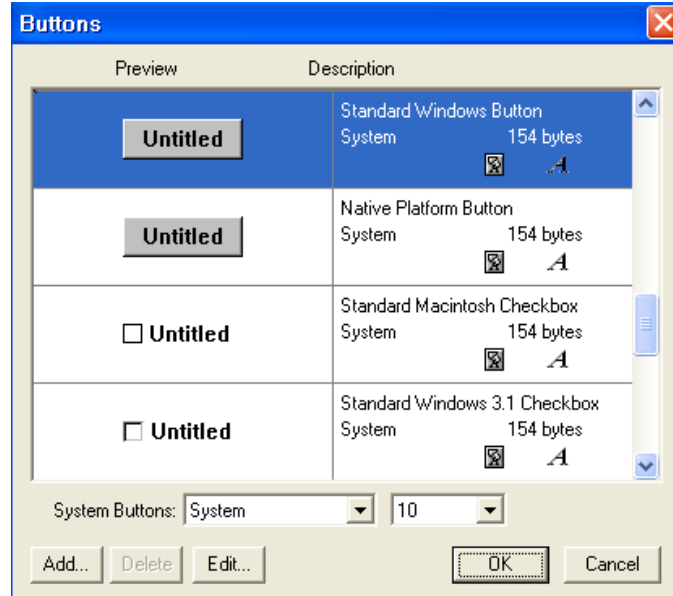 Buttons
Preview Description
Untitled
Standard Windows Button
System 154 bytes
A
Untitled
Native Platform Button
System 154 bytes
A
Untitled
Standard Macintosh Checkbox
System 154 bytes
A
Untitled
Standard Windows 3.1 Checkbox
System 154 bytes
A
System Buttons: System 10
Add... Delete Edit... OK Cancel